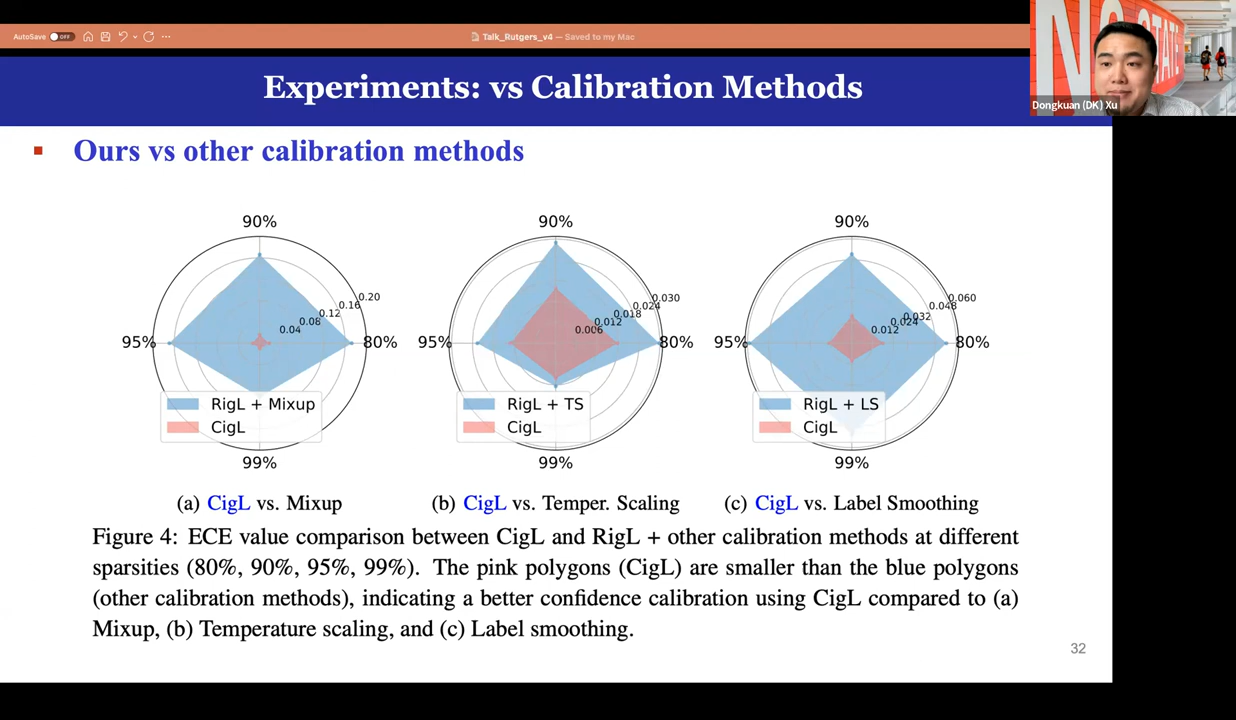 AutoSave OFF
Talk_Rutgers_v4 — Saved to my Mac
Experiments: vs Calibration Methods
Dongkuan (DK) Xu
Ours vs other calibration methods
90%
95%
80%
99%
0.04
0.08
0.12
0.16
0.20
RigL + Mixup
CigL
(a) CigL vs. Mixup
90%
95%
80%
99%
0.006
0.012
0.018
0.024
0.030
RigL + TS
CigL
(b) CigL vs. Temper. Scaling
90%
95%
80%
99%
0.012
0.024
0.032
0.048
0.060
RigL + LS
CigL
(c) CigL vs. Label Smoothing
Figure 4: ECE value comparison between CigL and RigL + other calibration methods at different
sparsities (80%, 90%, 95%, 99%). The pink polygons (CigL) are smaller than the blue polygons
(other calibration methods), indicating a better confidence calibration using CigL compared to (a)
Mixup, (b) Temperature scaling, and (c) Label smoothing.
32